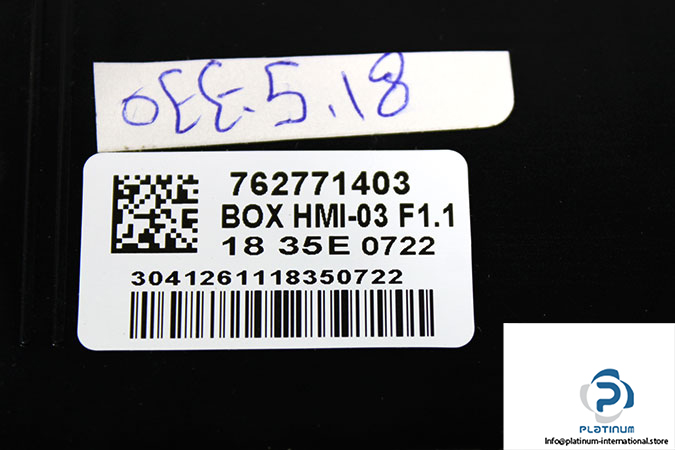 762771403
BOX HMI-03 F1.1
18 35E 0722
3041261118350722
PLATINUM
Info@platinum-international.store